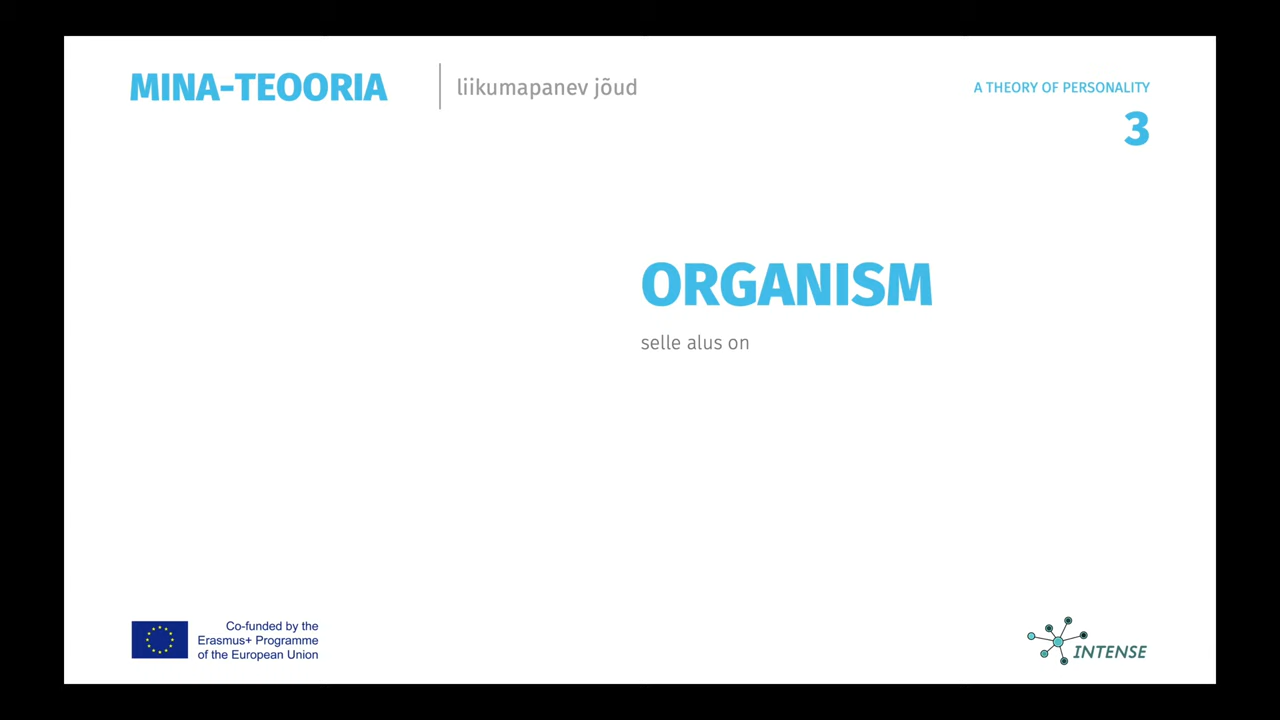 MINA-TEOORIA
liikumapanev jõud
A THEORY OF PERSONALITY
3
ORGANISM
selle alus on
Co-funded by the
Erasmus+ Programme
of the European Union
INTENSE